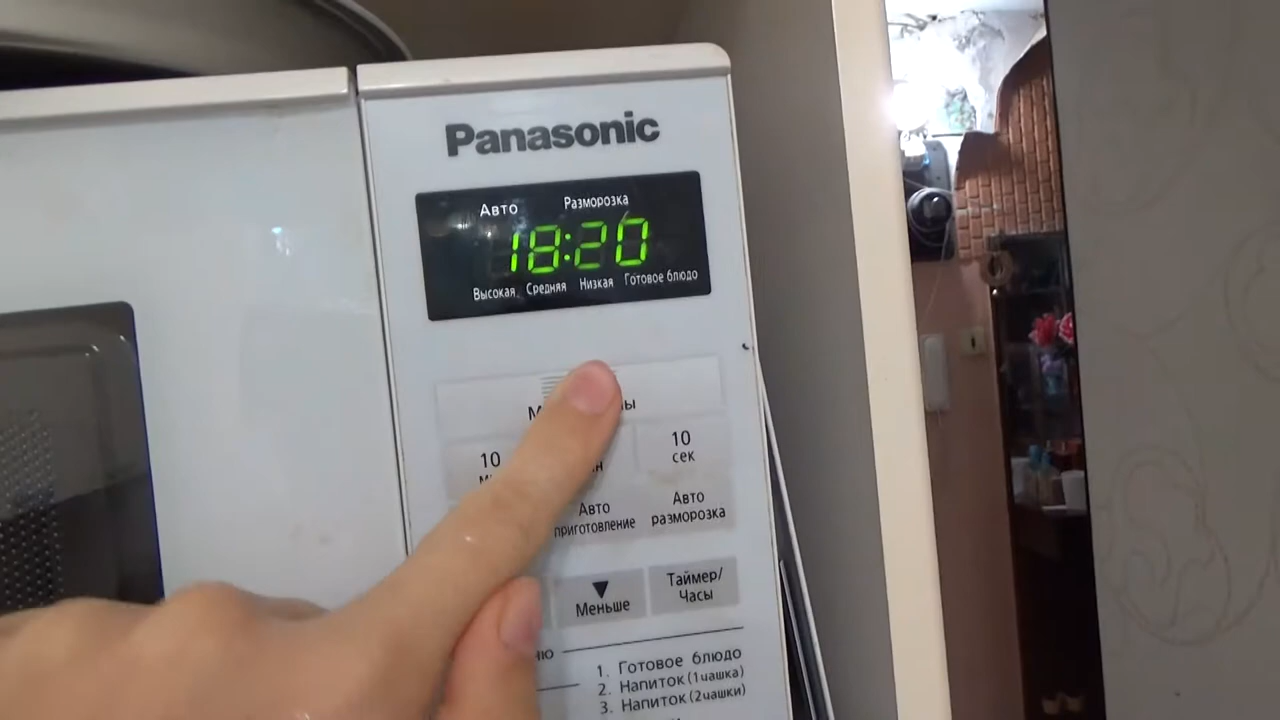 Panasonic
Авто Разморозка
18:20
Высокая Средняя Низкая Готовое блюдо
10 10
сек
Авто Авто
приготовление разморозка
▼ Таймер/
Меньше Часы
1. Готовое блюдо
2. Напиток (1чашка)
3. Напиток (2чашки)